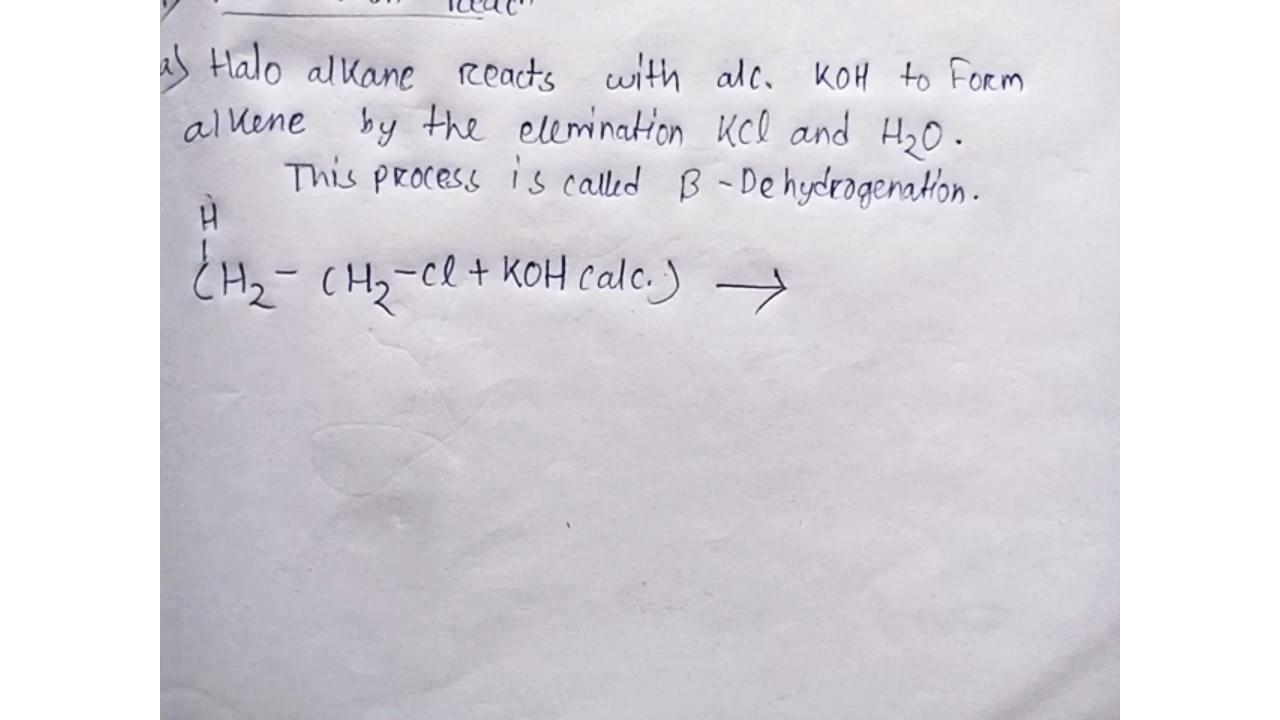 a) Halo alkane reacts with alc. KOH to Form
alkene by the elemination KCl and H₂O.
This process is called β-Dehydrogenation.
H
|
CH₂ - CH₂ - Cl + KOH (alc.) ⟶